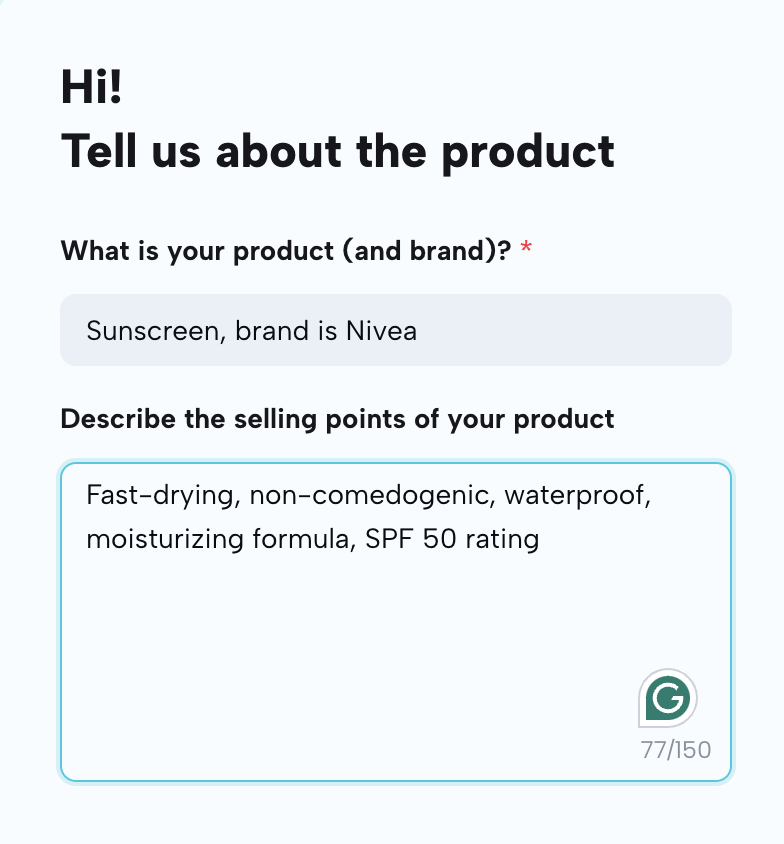 Hi!
Tell us about the product
What is your product (and brand)? *
Sunscreen, brand is Nivea
Describe the selling points of your product
Fast-drying, non-comedogenic, waterproof,
moisturizing formula, SPF 50 rating
G
77/150